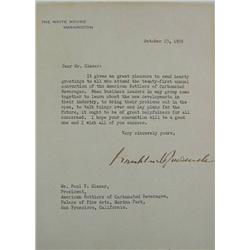 THE WHITE HOUSE
WASHINGTON
October 23, 1939
Dear Mr. Glaser:
It gives me great pleasure to send hearty
greetings to all who attend the twenty-first annual
convention of the American Bottlers of Carbonated
Beverages. When business leaders in any group
come together to learn about the new developments in
their industry, to bring their problems out in the
open, to talk things over and lay plans for the
future, it ought to be of great helpfulness for all
concerned. I hope your convention will be a good
one and I wish all of you success.
Very sincerely yours,
Mr. Paul F. Glaser,
President,
American Bottlers of Carbonated Beverages,
Palace of Fine Arts, Marina Park,
San Francisco, California.